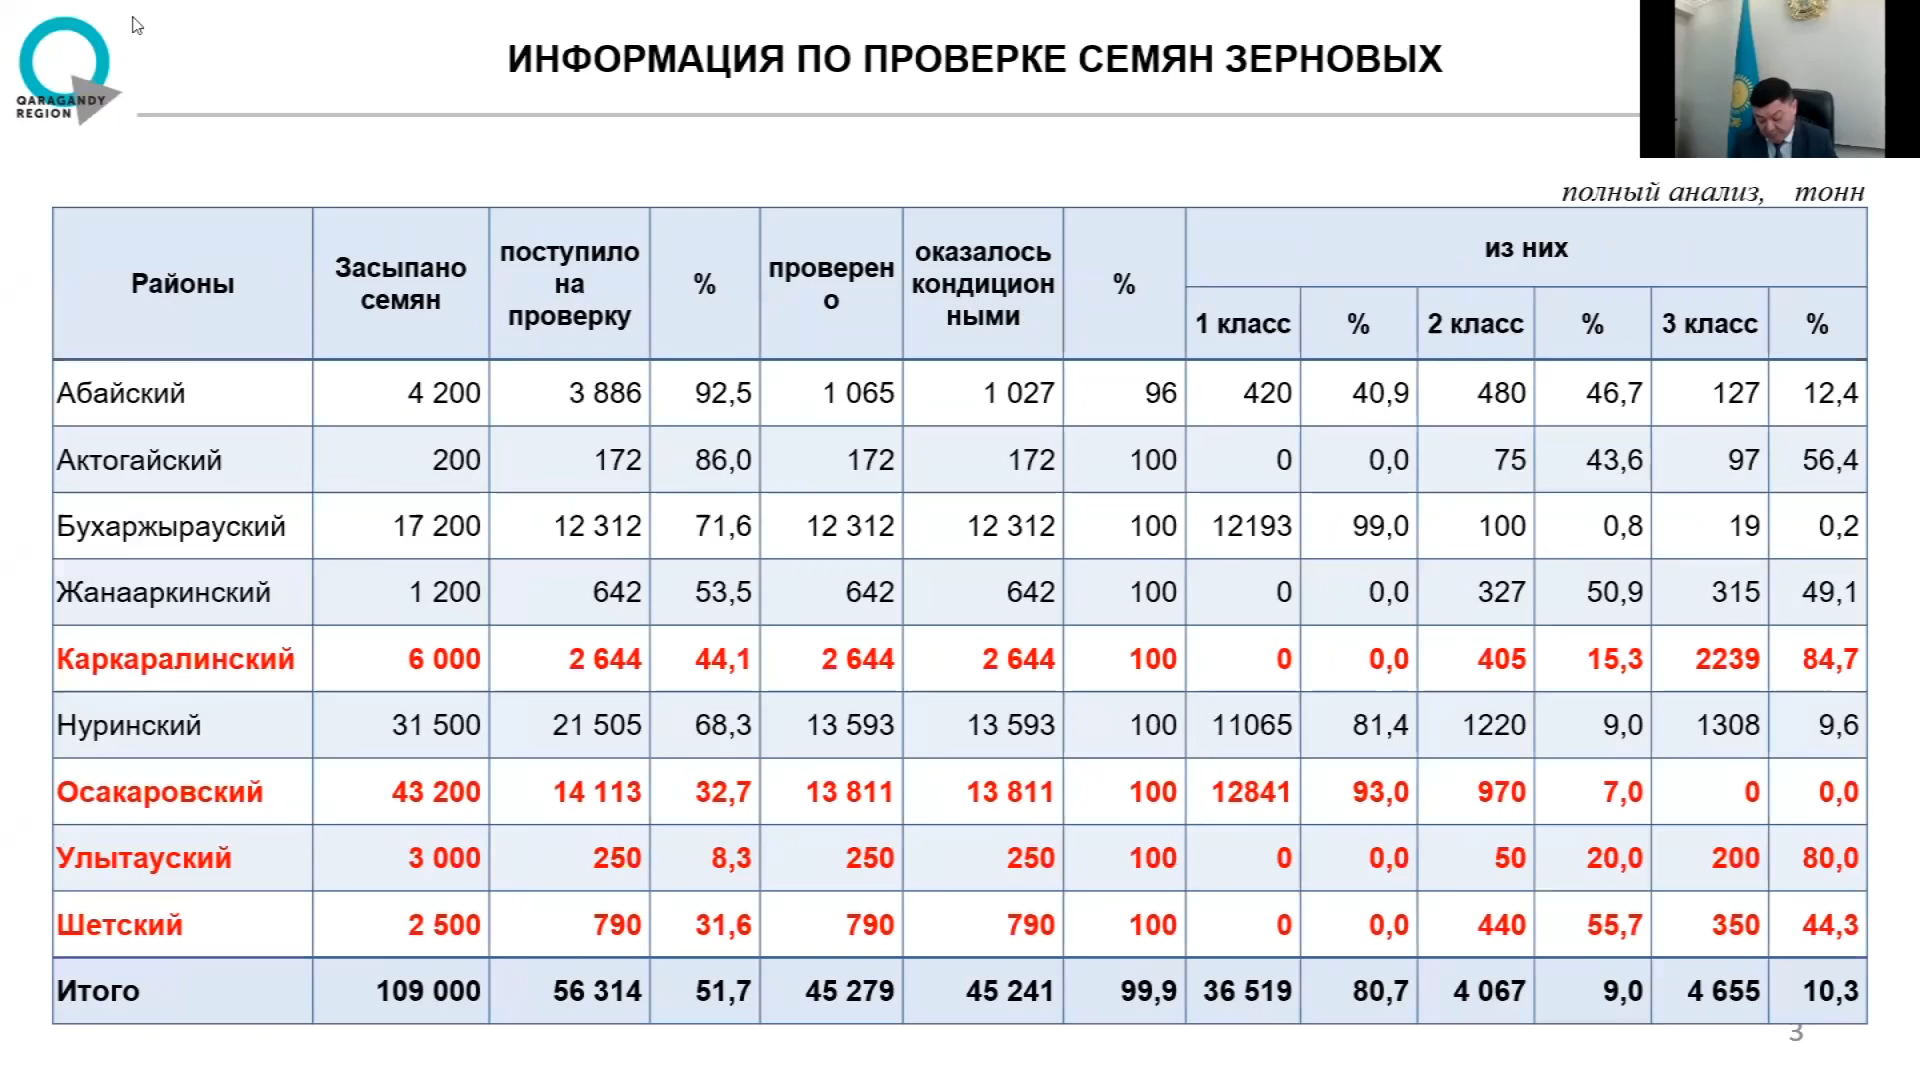 QARAGANDY
REGION
ИНФОРМАЦИЯ ПО ПРОВЕРКЕ СЕМЯН ЗЕРНОВЫХ
полный анализ, тонн
Районы
Засыпано
семян
поступило
на
проверку
%
проверен
о
оказалось
кондицион
ными
%
из них
1 класс % 2 класс % 3 класс %
Абайский 4 200 3 886 92,5 1 065 1 027 96 420 40,9 480 46,7 127 12,4
Актогайский 200 172 86,0 172 172 100 0 0,0 75 43,6 97 56,4
Бухаржырауский 17 200 12 312 71,6 12 312 12 312 100 12193 99,0 100 0,8 19 0,2
Жанааркинский 1 200 642 53,5 642 642 100 0 0,0 327 50,9 315 49,1
Каркаралинский 6 000 2 644 44,1 2 644 2 644 100 0 0,0 405 15,3 2239 84,7
Нуринский 31 500 21 505 68,3 13 593 13 593 100 11065 81,4 1220 9,0 1308 9,6
Осакаровский 43 200 14 113 32,7 13 811 13 811 100 12841 93,0 970 7,0 0 0,0
Улытауский 3 000 250 8,3 250 250 100 0 0,0 50 20,0 200 80,0
Шетский 2 500 790 31,6 790 790 100 0 0,0 440 55,7 350 44,3
Итого 109 000 56 314 51,7 45 279 45 241 99,9 36 519 80,7 4 067 9,0 4 655 10,3
3